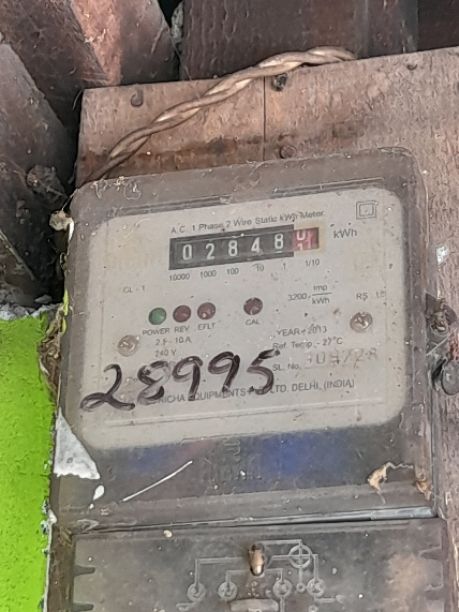 A.C. 1 Phase 2 Wire Static kWh Meter
02848 kWh
10000 1000 100 10 1 1/10
CL - 1
3200 imp/kWh
POWER REV EFLT CAL
2.5 - 10A
YEAR - 2013
240 V
Ref. Temp - 27°C
SL. No.
28995
EQUIPMENTS LTD. DELHI, (INDIA)